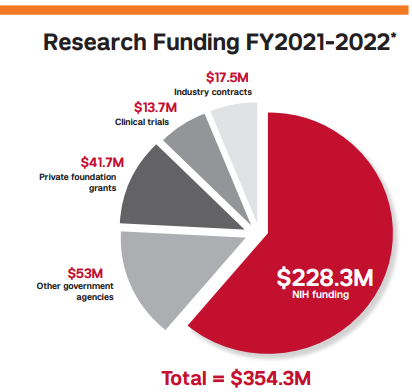 Research Funding FY2021-2022*
$17.5M
Industry contracts
$13.7M
Clinical trials
$41.7M
Private foundation
grants
$53M
Other government
agencies
$228.3M
NIH funding
Total = $354.3M